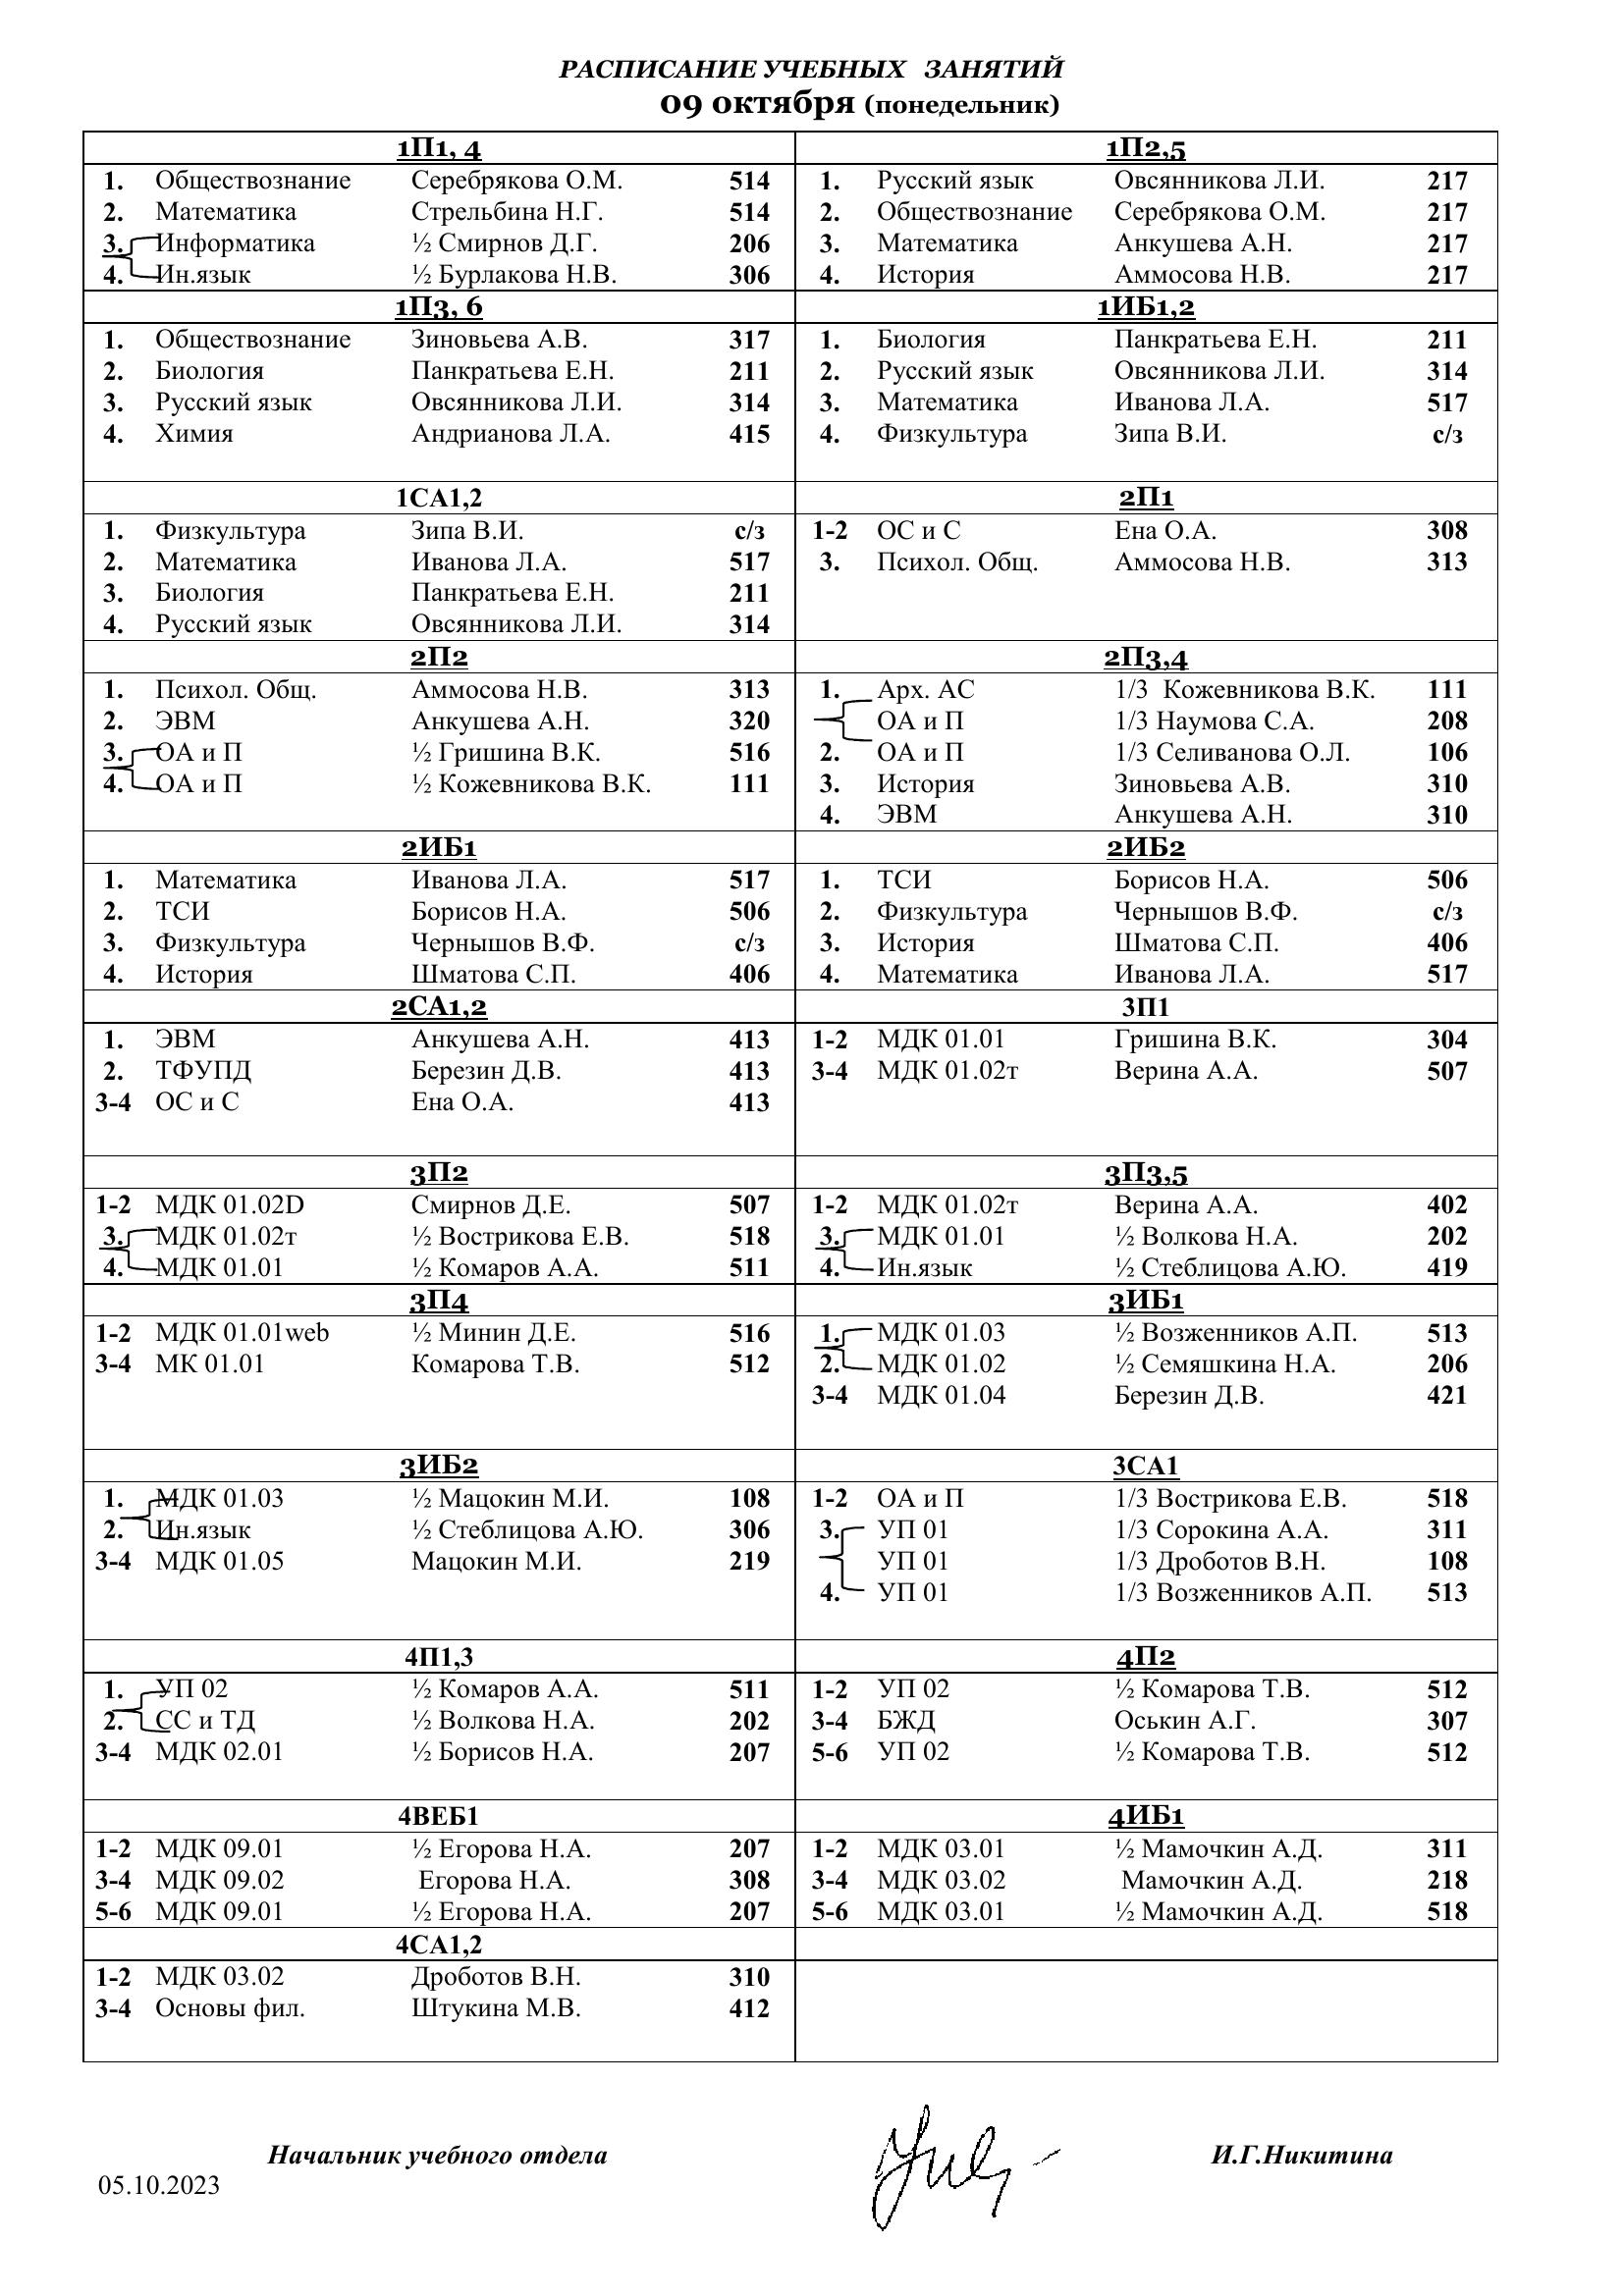 РАСПИСАНИЕ УЧЕБНЫХ ЗАНЯТИЙ
09 октября (понедельник)
1П1, 4
1. Обществознание Серебрякова О.М. 514
2. Математика Стрельбина Н.Г. 514
3. Информатика ½ Смирнов Д.Г. 206
4. Ин.язык ½ Бурлакова Н.В. 306
1П2,5
1. Русский язык Овсянникова Л.И. 217
2. Обществознание Серебрякова О.М. 217
3. Математика Анкушева А.Н. 217
4. История Аммосова Н.В. 217
1П3, 6
1. Обществознание Зиновьева А.В. 317
2. Биология Панкратьева Е.Н. 211
3. Русский язык Овсянникова Л.И. 314
4. Химия Андрианова Л.А. 415
1ИБ1,2
1. Биология Панкратьева Е.Н. 211
2. Русский язык Овсянникова Л.И. 314
3. Математика Иванова Л.А. 517
4. Физкультура Зипа В.И. с/з
1СА1,2
1. Физкультура Зипа В.И. с/з
2. Математика Иванова Л.А. 517
3. Биология Панкратьева Е.Н. 211
4. Русский язык Овсянникова Л.И. 314
2П1
1-2 ОС и С Ена О.А. 308
3. Психол. Общ. Аммосова Н.В. 313
2П2
1. Психол. Общ. Аммосова Н.В. 313
2. ЭВМ Анкушева А.Н. 320
3. ОА и П ½ Гришина В.К. 516
4. ОА и П ½ Кожевникова В.К. 111
2П3,4
1. Арх. АС 1/3 Кожевникова В.К. 111
ОА и П 1/3 Наумова С.А. 208
2. ОА и П 1/3 Селиванова О.Л. 106
3. История Зиновьева А.В. 310
4. ЭВМ Анкушева А.Н. 310
2ИБ1
1. Математика Иванова Л.А. 517
2. ТСИ Борисов Н.А. 506
3. Физкультура Чернышов В.Ф. с/з
4. История Шматова С.П. 406
2ИБ2
1. ТСИ Борисов Н.А. 506
2. Физкультура Чернышов В.Ф. с/з
3. История Шматова С.П. 406
4. Математика Иванова Л.А. 517
2СА1,2
1. ЭВМ Анкушева А.Н. 413
2. ТФУПД Березин Д.В. 413
3-4 ОС и С Ена О.А. 413
3П1
1-2 МДК 01.01 Гришина В.К. 304
3-4 МДК 01.02т Верина А.А. 507
3П2
1-2 МДК 01.02D Смирнов Д.Е. 507
3. МДК 01.02т ½ Вострикова Е.В. 518
4. МДК 01.01 ½ Комаров А.А. 511
3П3,5
1-2 МДК 01.02т Верина А.А. 402
3. МДК 01.01 ½ Волкова Н.А. 202
4. Ин.язык ½ Стеблицова А.Ю. 419
3П4
1-2 МДК 01.01web ½ Минин Д.Е. 516
3-4 МК 01.01 Комарова Т.В. 512
3ИБ1
1. МДК 01.03 ½ Возженников А.П. 513
2. МДК 01.02 ½ Семяшкина Н.А. 206
3-4 МДК 01.04 Березин Д.В. 421
3ИБ2
1. МДК 01.03 ½ Мацокин М.И. 108
2. Ин.язык ½ Стеблицова А.Ю. 306
3-4 МДК 01.05 Мацокин М.И. 219
3СА1
1-2 ОА и П 1/3 Вострикова Е.В. 518
3. УП 01 1/3 Сорокина А.А. 311
УП 01 1/3 Дроботов В.Н. 108
4. УП 01 1/3 Возженников А.П. 513
4П1,3
1. УП 02 ½ Комаров А.А. 511
2. СС и ТД ½ Волкова Н.А. 202
3-4 МДК 02.01 ½ Борисов Н.А. 207
4П2
1-2 УП 02 ½ Комарова Т.В. 512
3-4 БЖД Оськин А.Г. 307
5-6 УП 02 ½ Комарова Т.В. 512
4ВЕБ1
1-2 МДК 09.01 ½ Егорова Н.А. 207
3-4 МДК 09.02 Егорова Н.А. 308
5-6 МДК 09.01 ½ Егорова Н.А. 207
4ИБ1
1-2 МДК 03.01 ½ Мамочкин А.Д. 311
3-4 МДК 03.02 Мамочкин А.Д. 218
5-6 МДК 03.01 ½ Мамочкин А.Д. 518
4СА1,2
1-2 МДК 03.02 Дроботов В.Н. 310
3-4 Основы фил. Штукина М.В. 412
Начальник учебного отдела И.Г.Никитина
05.10.2023